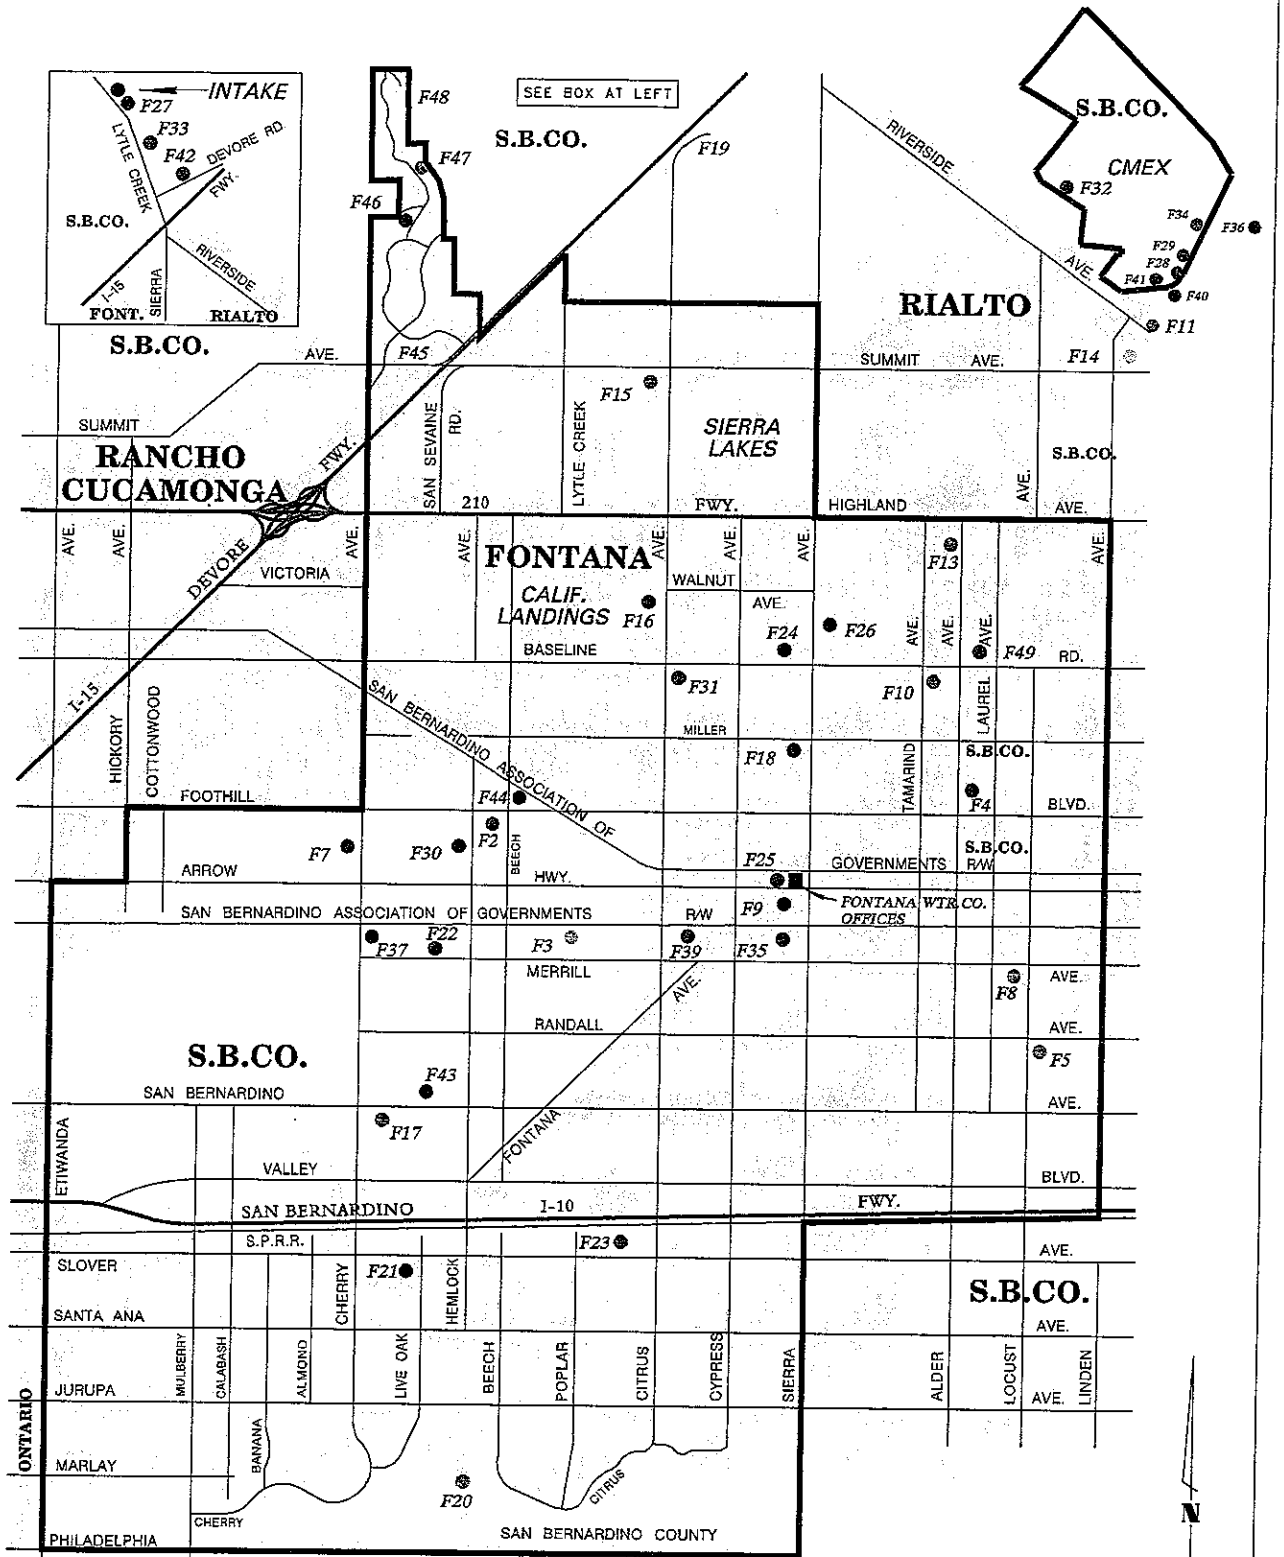 INTAKE
F27
LYTLE CREEK
F33
F42
DEVORE RD.
FWY.
S.B.CO.
RIVERSIDE
I-15
SIERRA
FONT.
RIALTO
S.B.CO.
F48
SEE BOX AT LEFT
S.B.CO.
F47
F46
F19
RIVERSIDE
AVE.
S.B.CO.
CMEX
F32
F34
F36
F29
F28
F41
F40
F11
F14
RIALTO
F45
AVE.
SUMMIT
AVE.
SUMMIT
F15
SIERRA
LAKES
SAN SEVAINE
RD.
LYTLE CREEK
RANCHO
CUCAMONGA
FWY.
S.B.CO.
AVE.
210
FWY.
HIGHLAND
AVE.
AVE.
AVE.
DEVORE
AVE.
AVE.
FONTANA
AVE.
AVE.
AVE.
F13
AVE.
VICTORIA
WALNUT
AVE.
CALIF.
LANDINGS
F16
F24
F26
AVE.
AVE.
AVE.
BASELINE
F49
RD.
I-15
HICKORY
COTTONWOOD
SAN BERNARDINO ASSOCIATION OF
F31
F10
LAUREL
MILLER
F18
TAMARIND
S.B.CO.
FOOTHILL
F44
F4
BLVD.
F7
F30
F2
BEECH
S.B.CO.
ARROW
HWY.
F25
GOVERNMENTS
R/W
FONTANA WTR. CO.
OFFICES
SAN BERNARDINO ASSOCIATION OF GOVERNMENTS
R/W
F9
F37
F22
F3
F39
F35
MERRILL
AVE.
F8
AVE.
RANDALL
AVE.
S.B.CO.
F5
F43
SAN BERNARDINO
AVE.
F17
FONTANA
ETIWANDA
VALLEY
BLVD.
SAN BERNARDINO
I-10
FWY.
S.P.R.R.
F23
AVE.
SLOVER
CHERRY
F21
HEMLOCK
S.B.CO.
SANTA ANA
AVE.
MULBERRY
CALABASH
ALMOND
LIVE OAK
BEECH
POPLAR
CITRUS
CYPRESS
SIERRA
ALDER
LOCUST
LINDEN
JURUPA
AVE.
ONTARIO
BANANA
MARLAY
F20
CITRUS
CHERRY
SAN BERNARDINO COUNTY
PHILADELPHIA
N